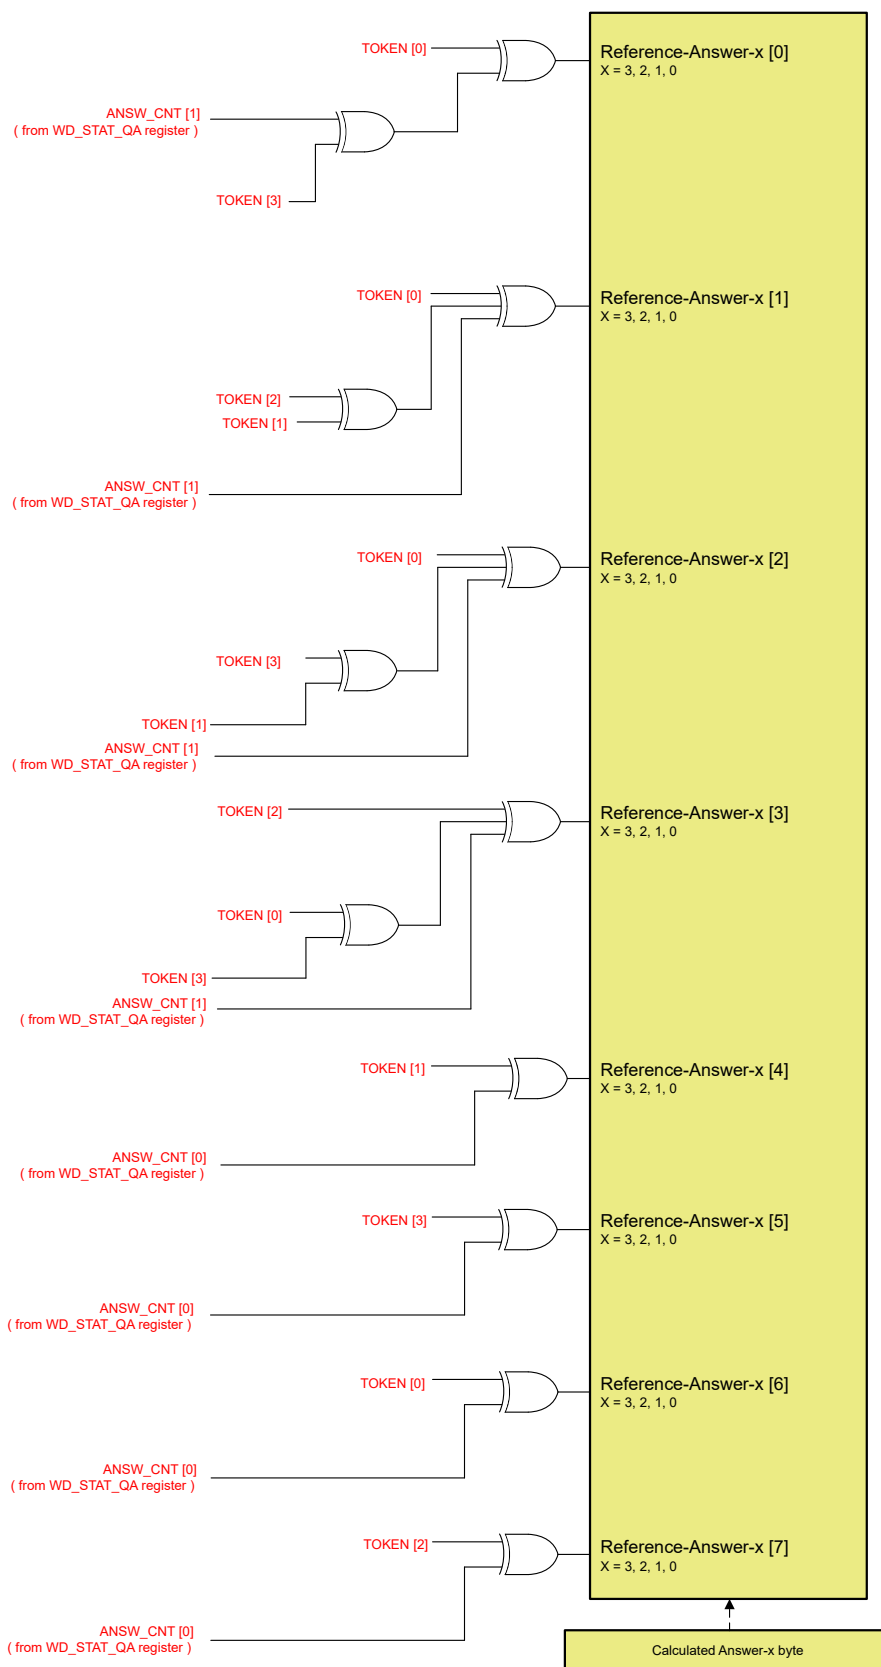 TOKEN [0]
Reference-Answer-x [0]
X = 3, 2, 1, 0
ANSW_CNT [1]
( from WD_STAT_QA register )
TOKEN [3]
TOKEN [0]
Reference-Answer-x [1]
X = 3, 2, 1, 0
TOKEN [2]
TOKEN [1]
ANSW_CNT [1]
( from WD_STAT_QA register )
TOKEN [0]
Reference-Answer-x [2]
X = 3, 2, 1, 0
TOKEN [3]
TOKEN [1]
ANSW_CNT [1]
( from WD_STAT_QA register )
TOKEN [2]
Reference-Answer-x [3]
X = 3, 2, 1, 0
TOKEN [0]
TOKEN [3]
ANSW_CNT [1]
( from WD_STAT_QA register )
TOKEN [1]
Reference-Answer-x [4]
X = 3, 2, 1, 0
ANSW_CNT [0]
( from WD_STAT_QA register )
TOKEN [3]
Reference-Answer-x [5]
X = 3, 2, 1, 0
ANSW_CNT [0]
( from WD_STAT_QA register )
TOKEN [0]
Reference-Answer-x [6]
X = 3, 2, 1, 0
ANSW_CNT [0]
( from WD_STAT_QA register )
TOKEN [2]
Reference-Answer-x [7]
X = 3, 2, 1, 0
ANSW_CNT [0]
( from WD_STAT_QA register )
Calculated Answer-x byte